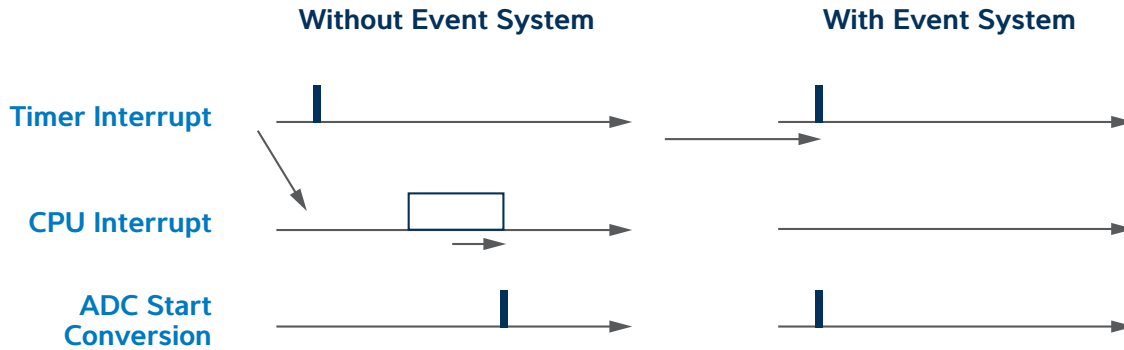 Without Event System
With Event System
Timer Interrupt
CPU Interrupt
ADC Start
Conversion